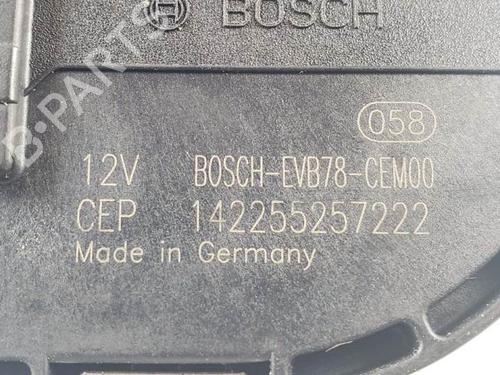 BOSCH
B-PARTS
058
12V BOSCH-EVB78-CEM00
CEP 142255257222
Made in Germany